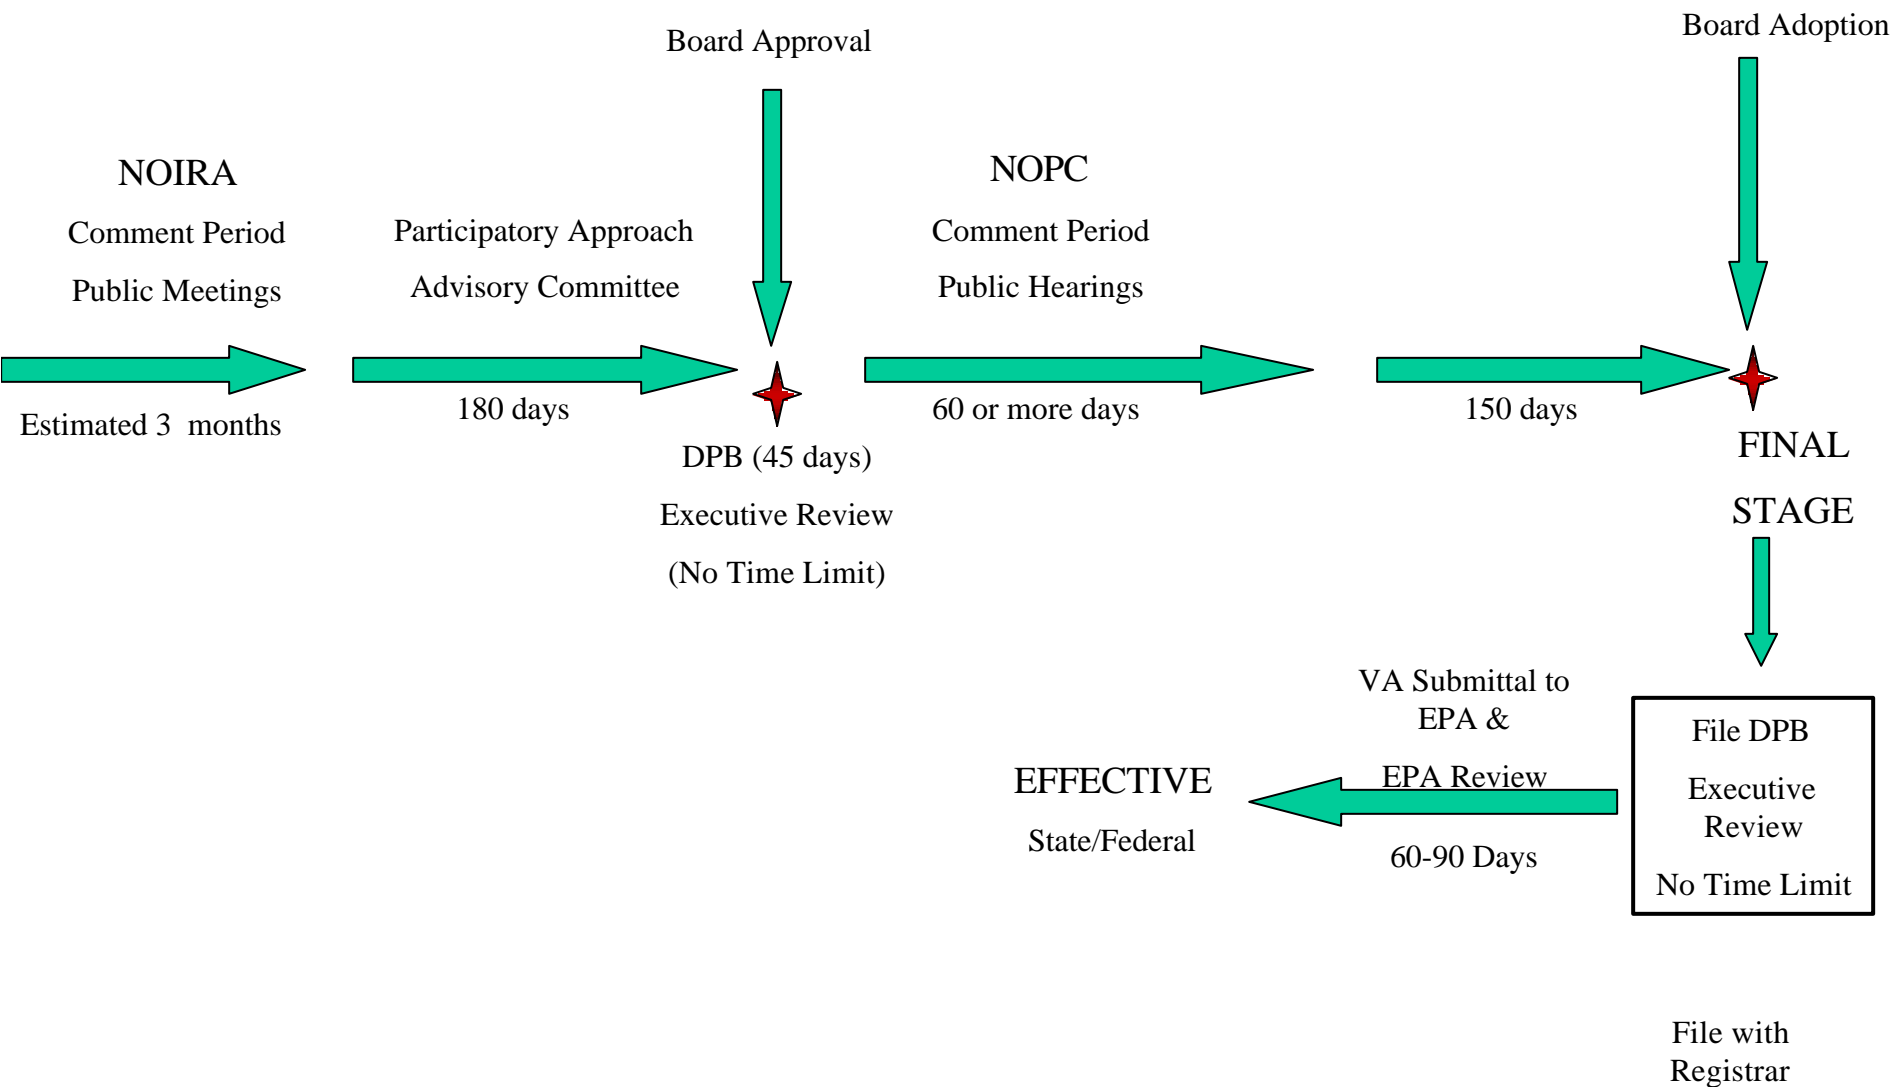 Board Approval
Board Adoption
NOIRA
Comment Period
Public Meetings
Estimated 3 months
Participatory Approach
Advisory Committee
180 days
DPB (45 days)
Executive Review
(No Time Limit)
NOPC
Comment Period
Public Hearings
60 or more days
150 days
FINAL
STAGE
File DPB
Executive
Review
No Time Limit
VA Submittal to
EPA &
EPA Review
60-90 Days
EFFECTIVE
State/Federal
File with
Registrar